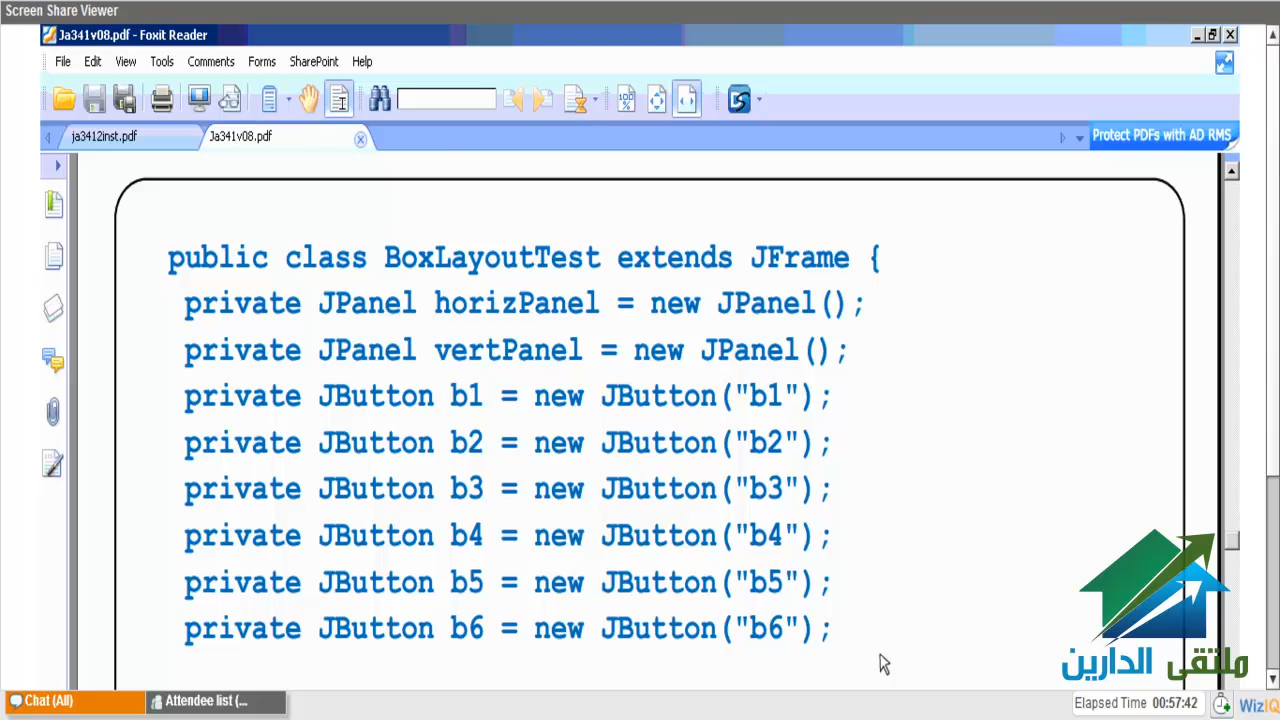 Screen Share Viewer
Ja341v08.pdf - Foxit Reader
File Edit View Tools Comments Forms SharePoint Help
ja3412inst.pdf Ja341v08.pdf Protect PDFs with AD RMS
public class BoxLayoutTest extends JFrame {
private JPanel horizPanel = new JPanel();
private JPanel vertPanel = new JPanel();
private JButton b1 = new JButton("b1");
private JButton b2 = new JButton("b2");
private JButton b3 = new JButton("b3");
private JButton b4 = new JButton("b4");
private JButton b5 = new JButton("b5");
private JButton b6 = new JButton("b6");
ملتقى الدارين
Chat (All) Attendee list (... Elapsed Time 00:57:42 WizIQ